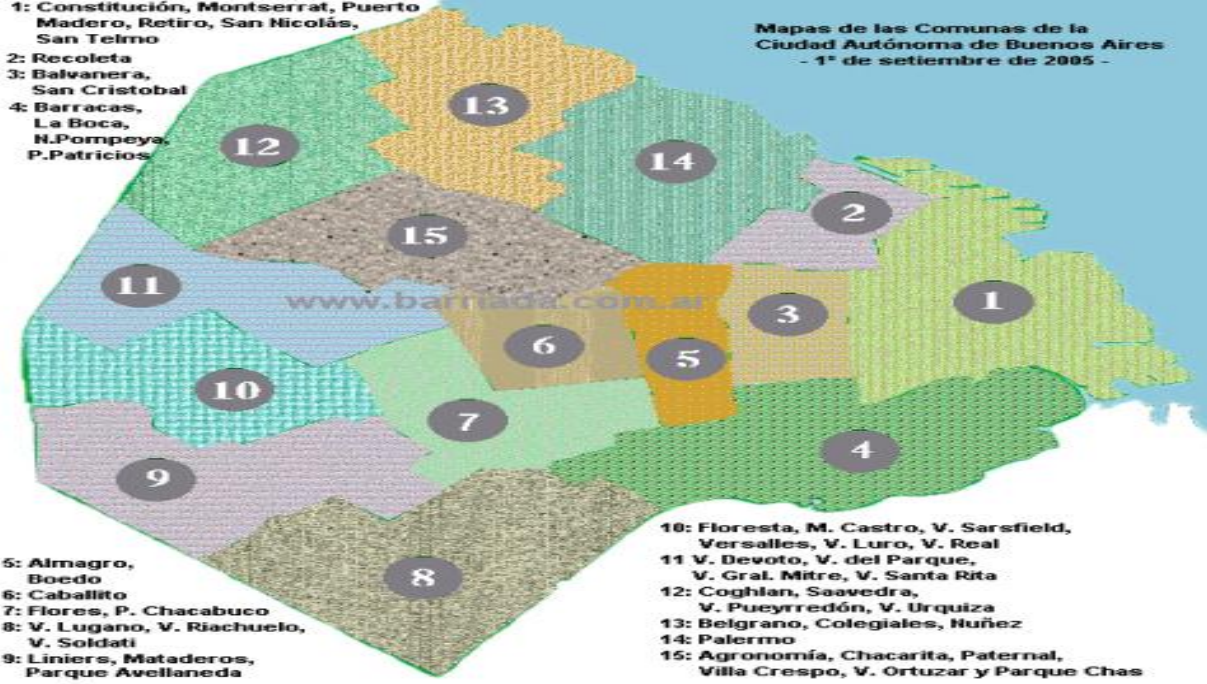 1: Constitución, Montserrat, Puerto
Madero, Retiro, San Nicolás,
San Telmo
2: Recoleta
3: Balvanera,
San Cristobal
4: Barracas,
La Boca,
N.Pompeya,
P.Patricios
Mapas de las Comunas de la
Ciudad Autónoma de Buenos Aires
- 1° de setiembre de 2005 -
13
12
14
2
15
11
1
www.barriada.com.ar
3
6
5
10
7
4
9
8
5: Almagro,
Boedo
6: Caballito
7: Flores, P. Chacabuco
8: V. Lugano, V. Riachuelo,
V. Soldati
9: Liniers, Mataderos,
Parque Avellaneda
10: Floresta, M. Castro, V. Sarsfield,
Versalles, V. Luro, V. Real
11 V. Devoto, V. del Parque,
V. Gral. Mitre, V. Santa Rita
12: Coghlan, Saavedra,
V. Pueyrredón, V. Urquiza
13: Belgrano, Colegiales, Nuñez
14: Palermo
15: Agronomía, Chacarita, Paternal,
Villa Crespo, V. Ortuzar y Parque Chas